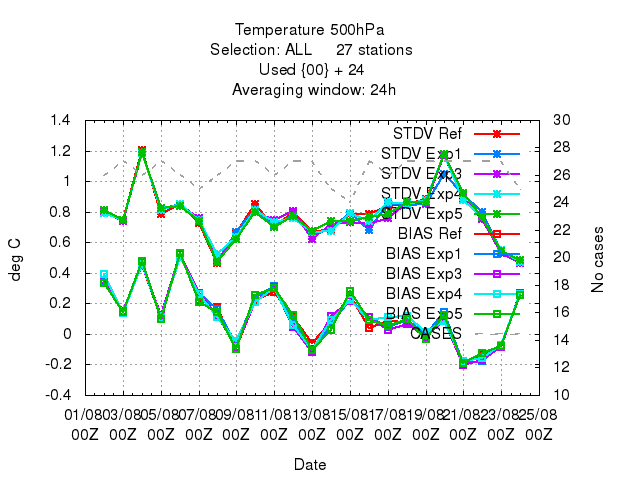 Temperature 500hPa
Selection: ALL 27 stations
Used {00} + 24
Averaging window: 24h
1.4
1.2
1
0.8
0.6
0.4
0.2
0
-0.2
-0.4
deg C
30
28
26
24
22
20
18
16
14
12
10
No cases
STDV Ref
STDV Exp1
STDV Exp3
STDV Exp4
STDV Exp5
BIAS Ref
BIAS Exp1
BIAS Exp3
BIAS Exp4
BIAS Exp5
CASES
01/08 03/08 05/08 07/08 09/08 11/08 13/08 15/08 17/08 19/08 21/08 23/08 25/08
00Z 00Z 00Z 00Z 00Z 00Z 00Z 00Z 00Z 00Z 00Z 00Z 00Z
Date